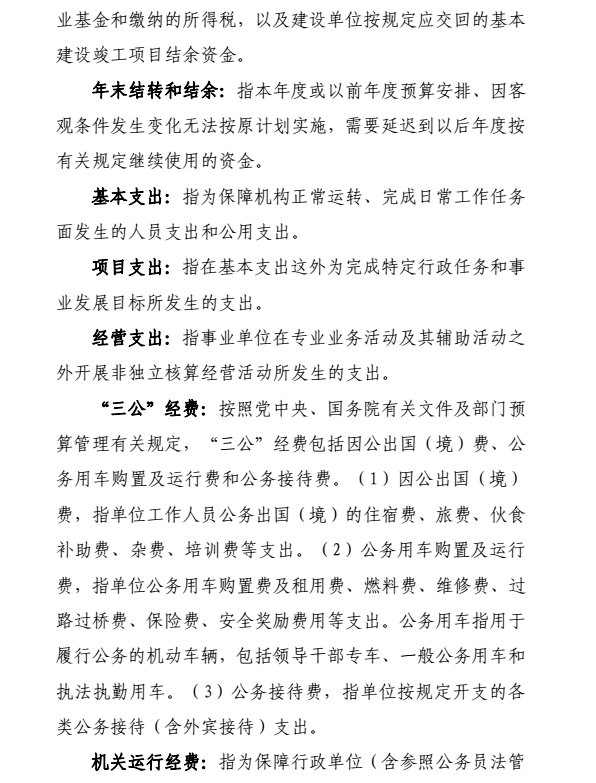 业基金和缴纳的所得税，以及建设单位按规定应交回的基本
建设竣工项目结余资金。
年末结转和结余：指本年度或以前年度预算安排、因客
观条件发生变化无法按原计划实施，需要延迟到以后年度按
有关规定继续使用的资金。
基本支出：指为保障机构正常运转、完成日常工作任务
面发生的人员支出和公用支出。
项目支出：指在基本支出这外为完成特定行政任务和事
业发展目标所发生的支出。
经营支出：指事业单位在专业业务活动及其辅助活动之
外开展非独立核算经营活动所发生的支出。
“三公”经费：按照党中央、国务院有关文件及部门预
算管理有关规定，“三公”经费包括因公出国（境）费、公
务用车购置及运行费和公务接待费。（1）因公出国（境）
费，指单位工作人员公务出国（境）的住宿费、旅费、伙食
补助费、杂费、培训费等支出。（2）公务用车购置及运行
费，指单位公务用车购置费及租用费、燃料费、维修费、过
路过桥费、保险费、安全奖励费用等支出。公务用车指用于
履行公务的机动车辆，包括领导干部专车、一般公务用车和
执法执勤用车。（3）公务接待费，指单位按规定开支的各
类公务接待（含外宾接待）支出。
机关运行经费：指为保障行政单位（含参照公务员法管